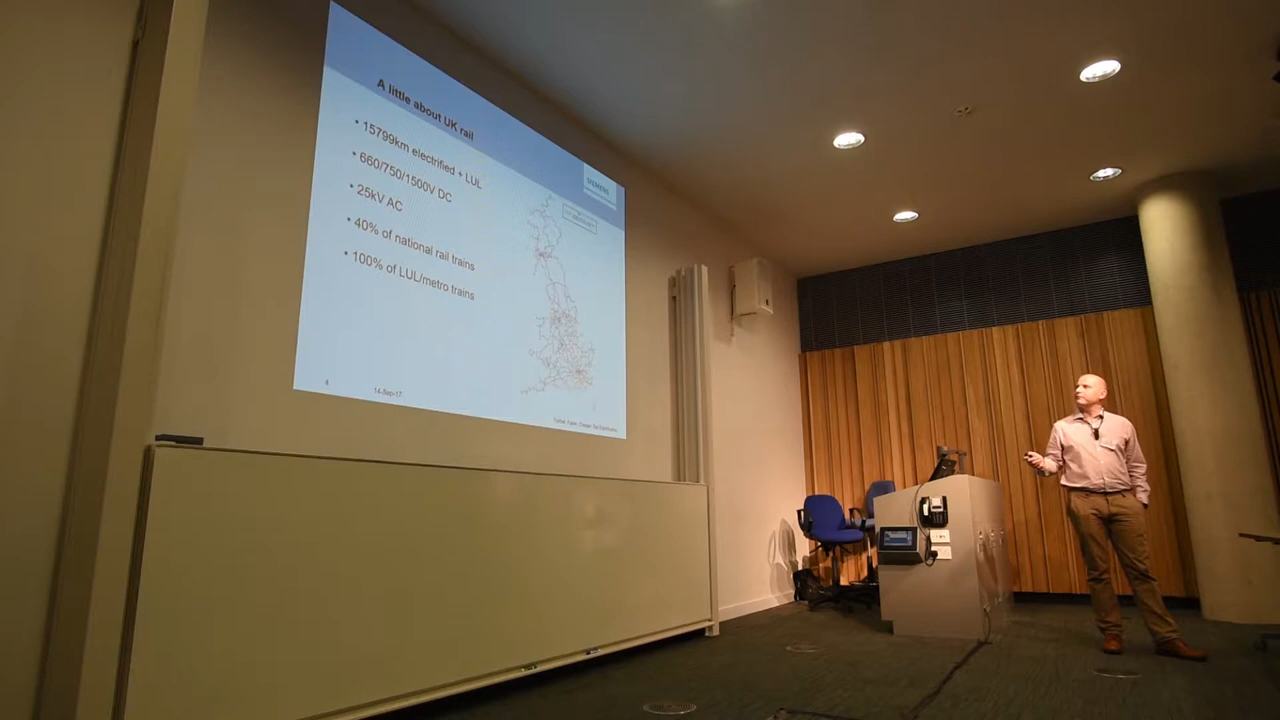 A little about UK rail
• 15799km electrified + LUL
• 660/750/1500V DC
• 25kV AC
• 40% of national rail trains
• 100% of LUL/metro trains
SIEMENS
4
14-Sep-17